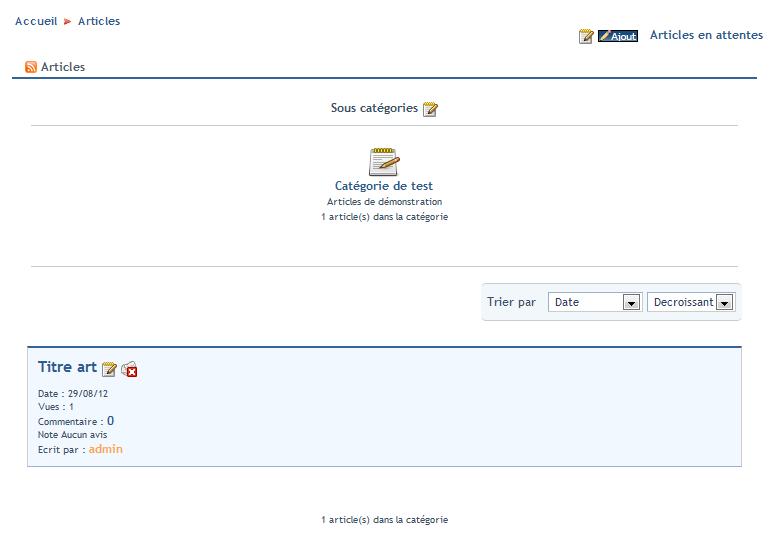 Accueil Articles
Ajout Articles en attentes
Articles
Sous catégories
Catégorie de test
Articles de démonstration
1 article(s) dans la catégorie
Trier par Date Decroissant
Titre art
Date : 29/08/12
Vues : 1
Commentaire : 0
Note Aucun avis
Ecrit par : admin
1 article(s) dans la catégorie